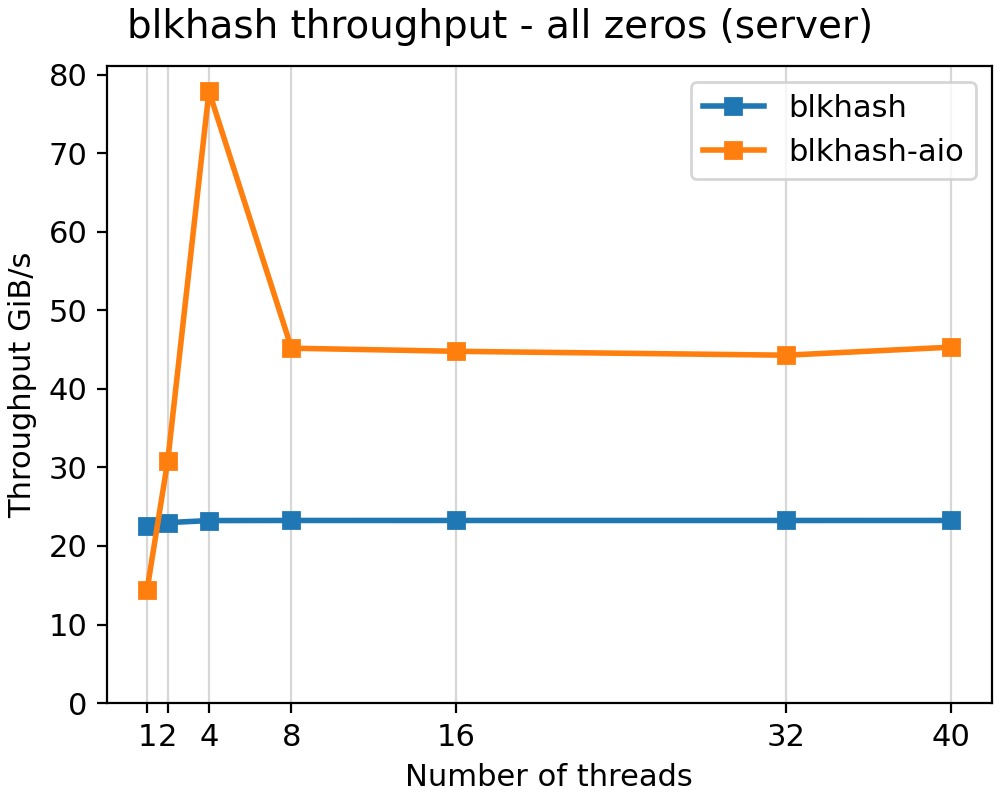 blkhash throughput - all zeros (server)
Throughput GiB/s
80
70
60
50
40
30
20
10
0
blkhash
blkhash-aio
1 2 4 8 16 32 40
Number of threads